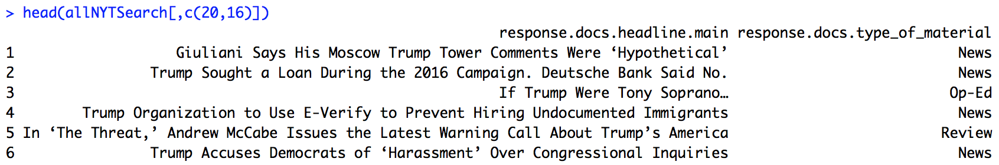 > head(allNYTSearch[,c(20,16)])
response.docs.headline.main response.docs.type_of_material
1 Giuliani Says His Moscow Trump Tower Comments Were ‘Hypothetical’ News
2 Trump Sought a Loan During the 2016 Campaign. Deutsche Bank Said No. News
3 If Trump Were Tony Soprano… Op-Ed
4 Trump Organization to Use E-Verify to Prevent Hiring Undocumented Immigrants News
5 In ‘The Threat,’ Andrew McCabe Issues the Latest Warning Call About Trump’s America Review
6 Trump Accuses Democrats of ‘Harassment’ Over Congressional Inquiries News